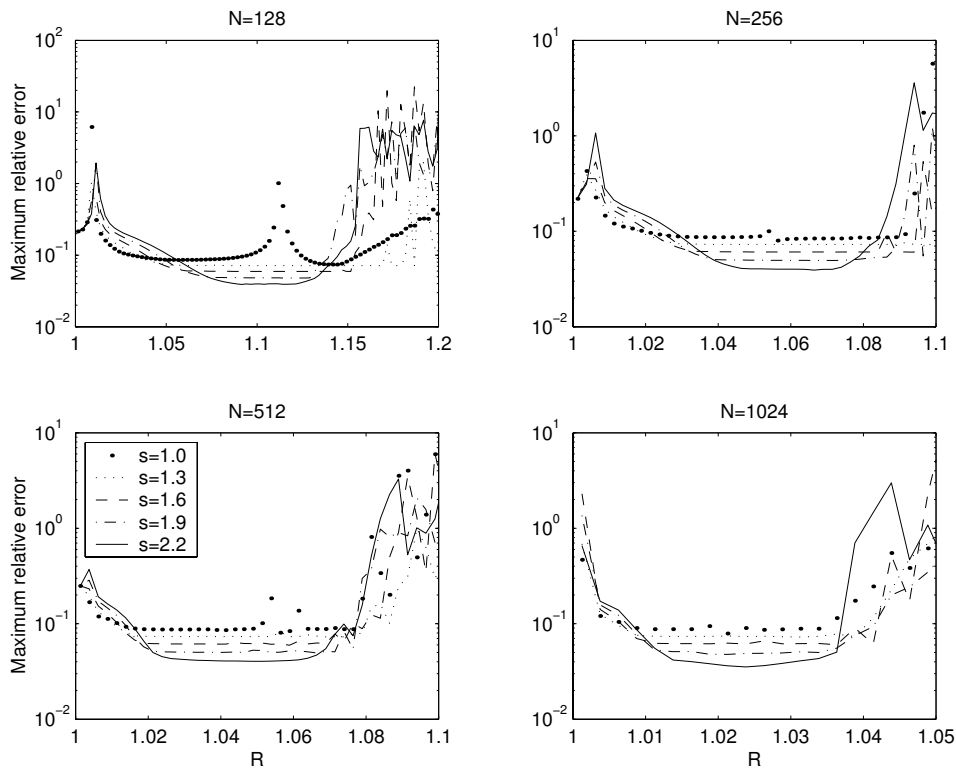 N=128
N=256
10^2
10^1
10^0
10^-1
10^-2
Maximum relative error
1 1.05 1.1 1.15 1.2
10^1
10^0
10^-1
10^-2
1 1.02 1.04 1.06 1.08 1.1
N=512
N=1024
10^1
10^0
10^-1
10^-2
Maximum relative error
s=1.0
s=1.3
s=1.6
s=1.9
s=2.2
1 1.02 1.04 1.06 1.08 1.1
R
10^1
10^0
10^-1
10^-2
1 1.01 1.02 1.03 1.04 1.05
R